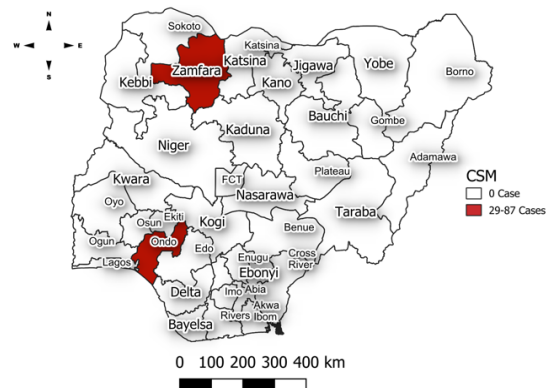 N
W E
S
Sokoto
Katsina
Zamfara
Katsina
Jigawa
Yobe
Borno
Kebbi
Kano
Bauchi
Gombe
Kaduna
Niger
Adamawa
Plateau
FCT
Kwara
Nasarawa
Taraba
Oyo
Osun
Ekiti
Kogi
Benue
Ogun
Ondo
Edo
Lagos
Enugu
Cross
River
Ebonyi
Delta
Imo
Abia
Akwa
Ibom
Rivers
Bayelsa
CSM
0 Case
29-87 Cases
0 100 200 300 400 km